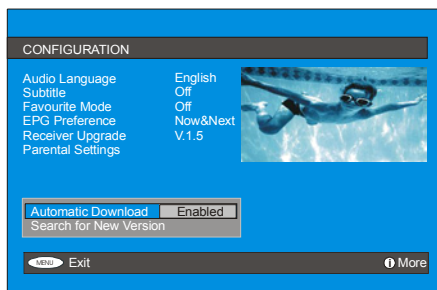 CONFIGURATION
Audio Language English
Subtitle Off
Favourite Mode Off
EPG Preference Now&Next
Receiver Upgrade V.1.5
Parental Settings
Automatic Download Enabled
Search for New Version
MENU Exit i More